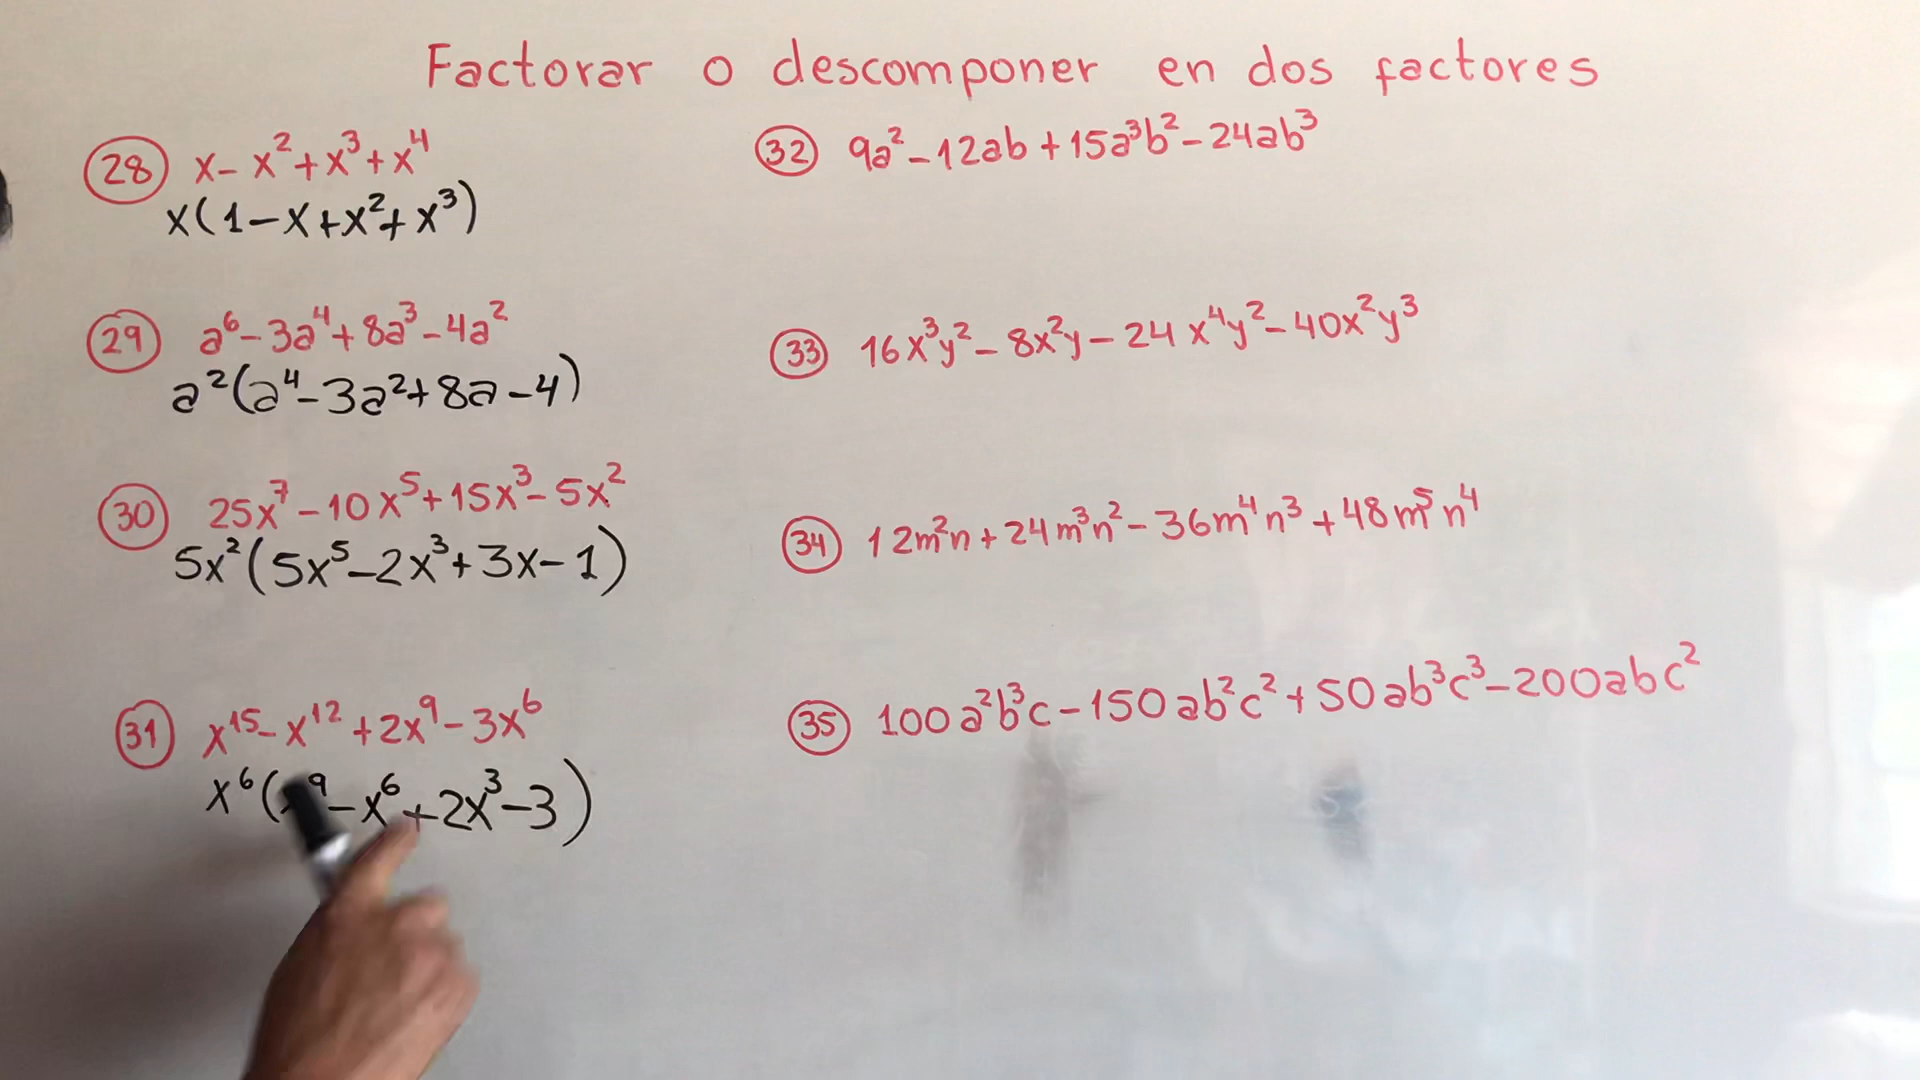 Factorar o descomponer en dos factores
28 x - x² + x³ + x⁴
x(1 - x + x² + x³)
29 a⁶ - 3a⁴ + 8a³ - 4a²
a²(a⁴ - 3a² + 8a - 4)
30 25x⁷ - 10x⁵ + 15x³ - 5x²
5x²(5x⁵ - 2x³ + 3x - 1)
31 x¹⁵ - x¹² + 2x⁹ - 3x⁶
x⁶( ⁹ - x⁶ + 2x³ - 3)
32 9a² - 12ab + 15a³b² - 24ab³
33 16x³y² - 8x²y - 24x⁴y² - 40x²y³
34 12m²n + 24m³n² - 36m⁴n³ + 48m⁵n⁴
35 100a²b³c - 150ab²c² + 50ab³c³ - 200abc²